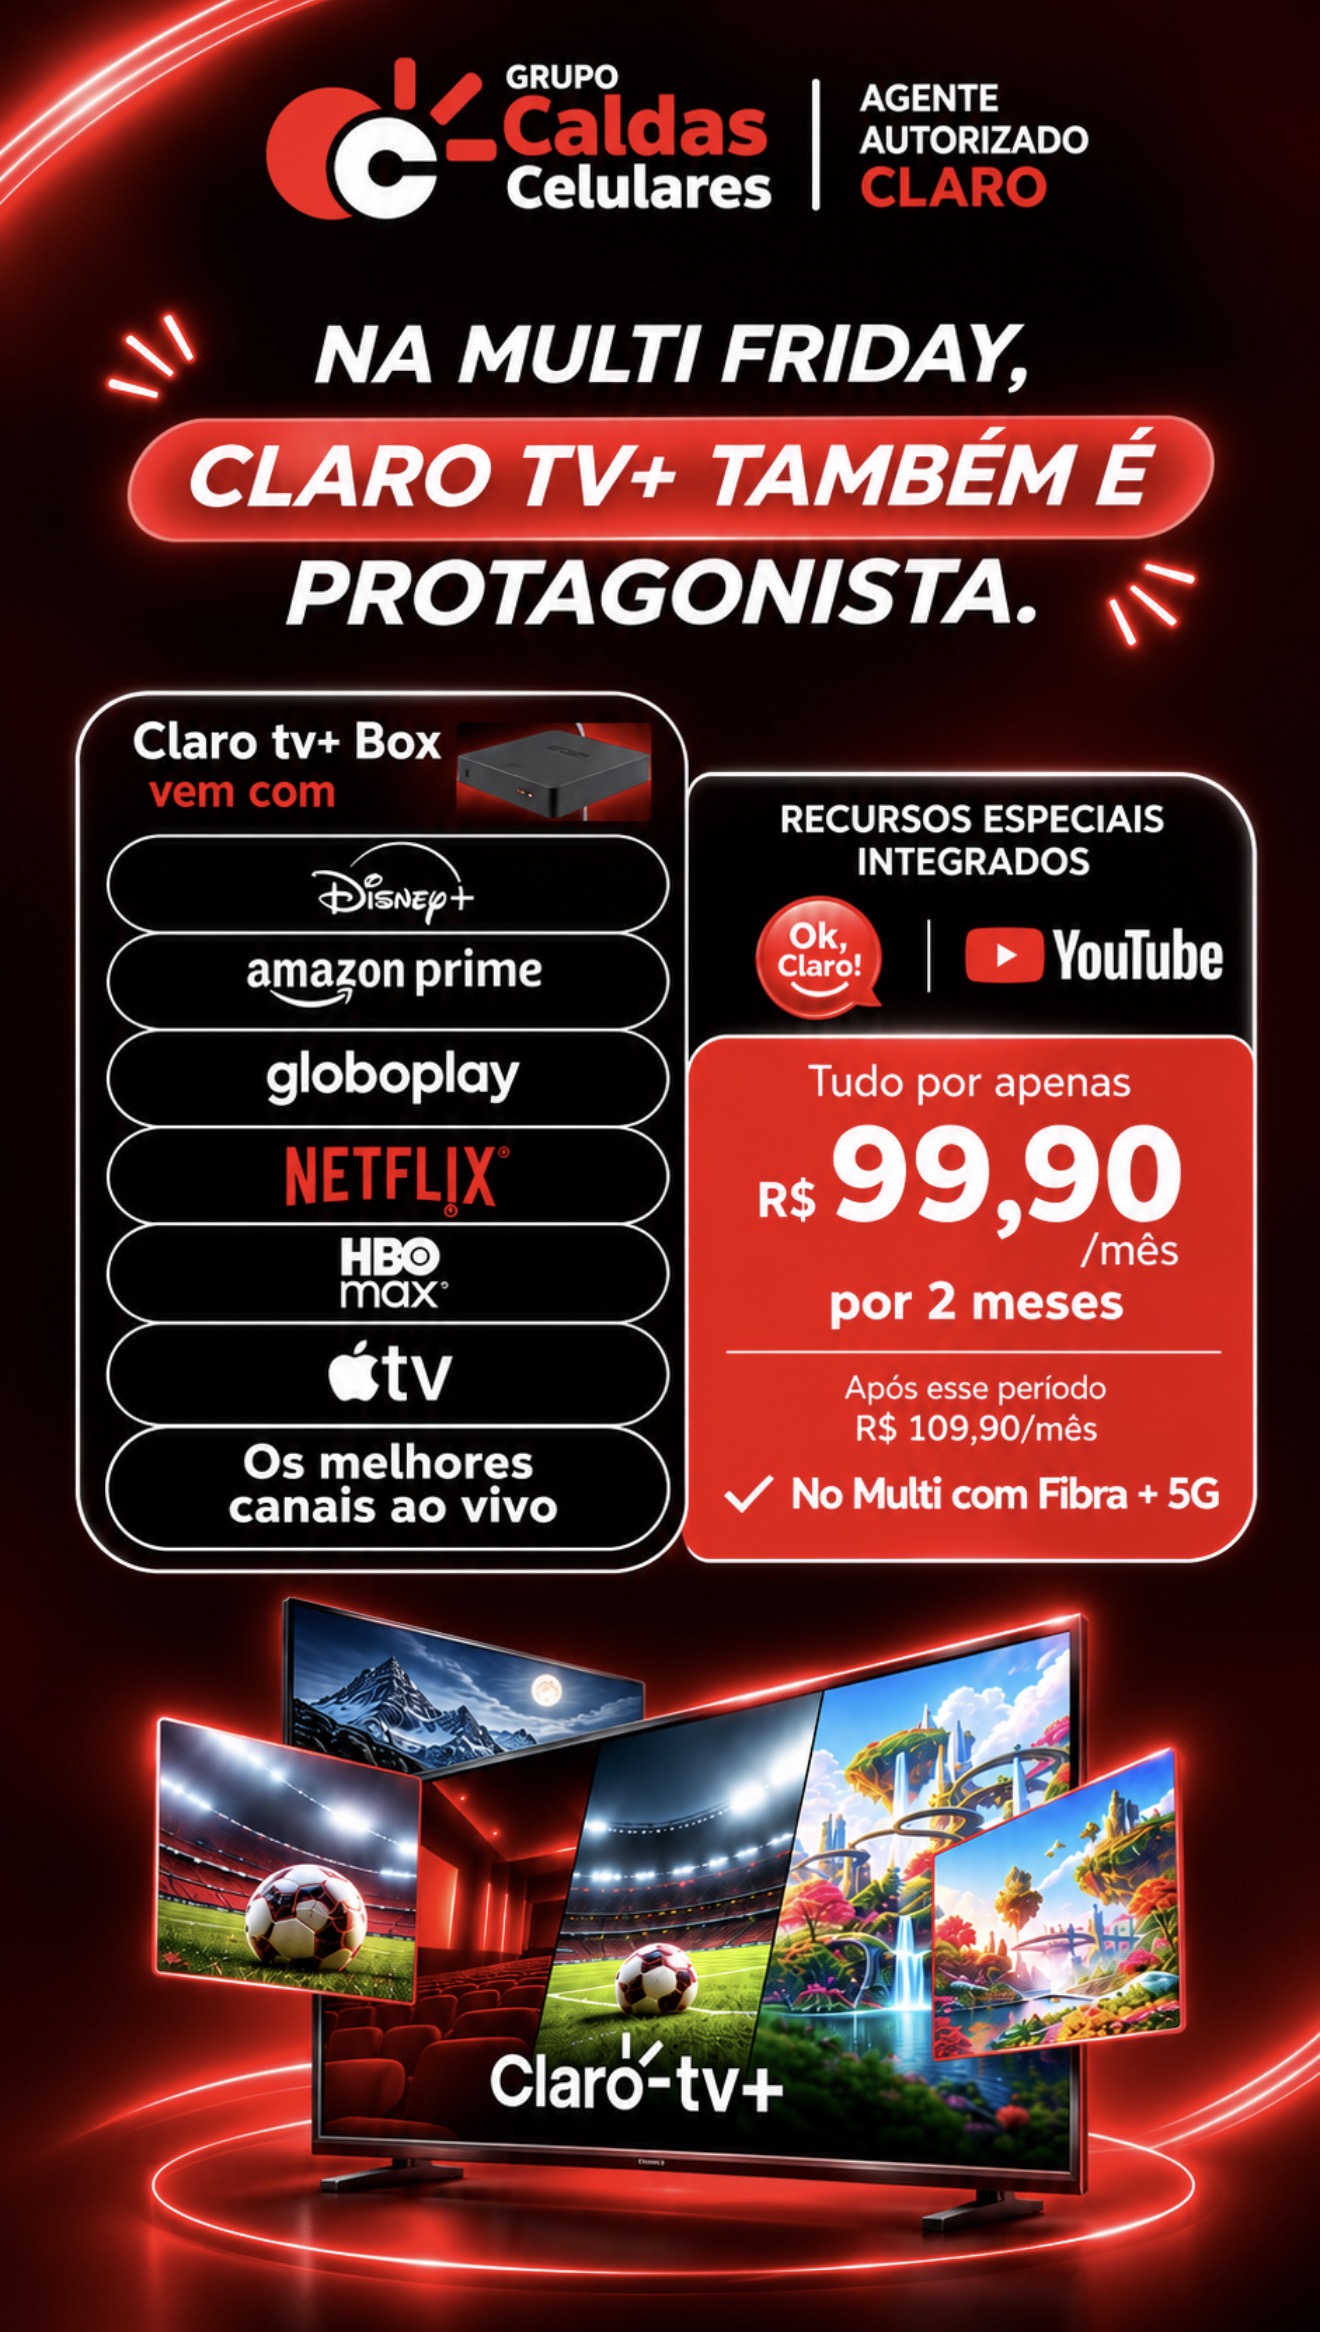 GRUPO
Caldas
Celulares
AGENTE
AUTORIZADO
CLARO
NA MULTI FRIDAY,
CLARO TV+ TAMBÉM É
PROTAGONISTA.
Claro tv+ Box
vem com
Disney+
amazon prime
globoplay
NETFLIX
HBO
max
tv
Os melhores
canais ao vivo
RECURSOS ESPECIAIS
INTEGRADOS
Ok,
Claro!
YouTube
Tudo por apenas
R$ 99,90
/mês
por 2 meses
Após esse período
R$ 109,90/mês
No Multi com Fibra + 5G
Claro tv+